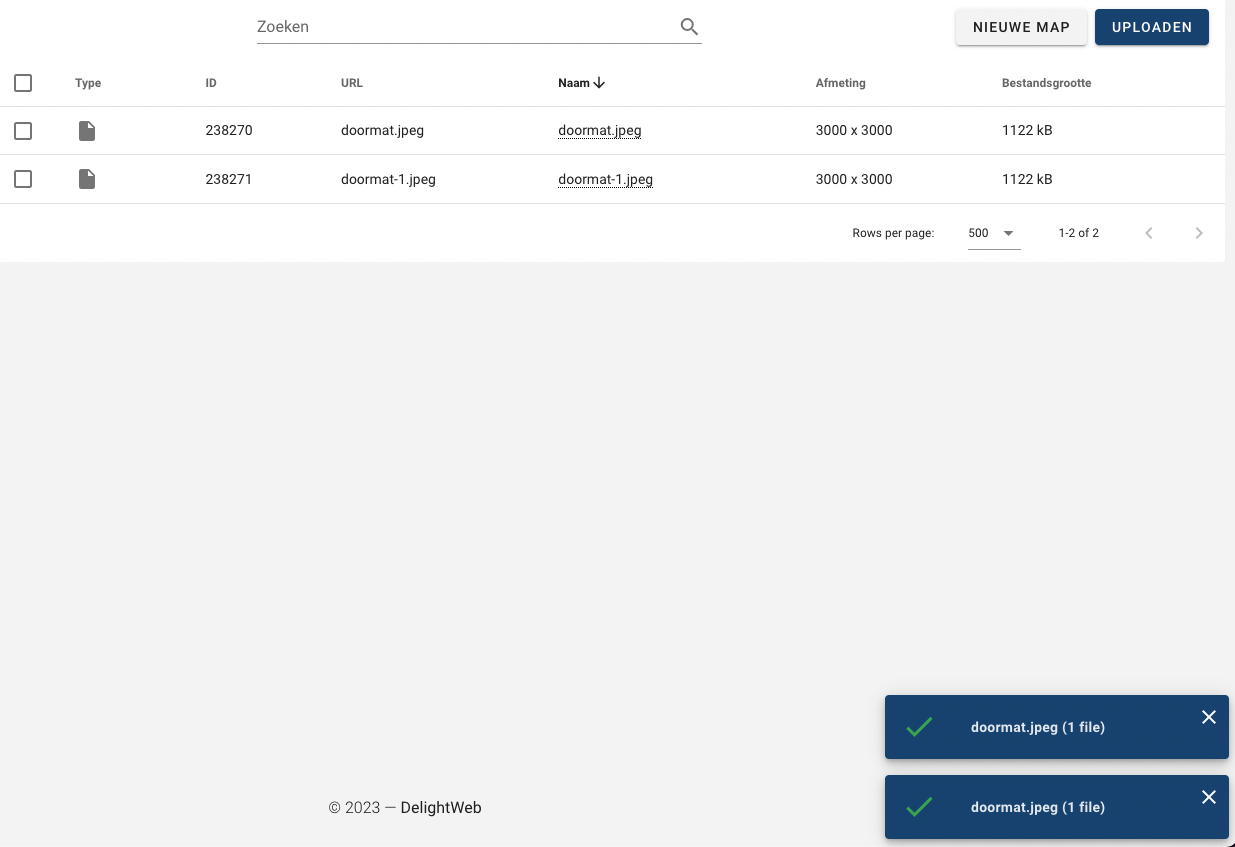 Zoeken
NIEUWE MAP
UPLOADEN
Type ID URL Naam Afmeting Bestandsgrootte
238270 doormat.jpeg doormat.jpeg 3000 x 3000 1122 kB
238271 doormat-1.jpeg doormat-1.jpeg 3000 x 3000 1122 kB
Rows per page: 500 1-2 of 2
doormat.jpeg (1 file)
© 2023 — DelightWeb
doormat.jpeg (1 file)